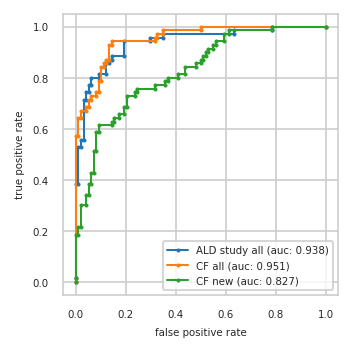 1.0
0.8
0.6
0.4
0.2
0.0
true positive rate
ALD study all (auc: 0.938)
CF all (auc: 0.951)
CF new (auc: 0.827)
0.0 0.2 0.4 0.6 0.8 1.0
false positive rate